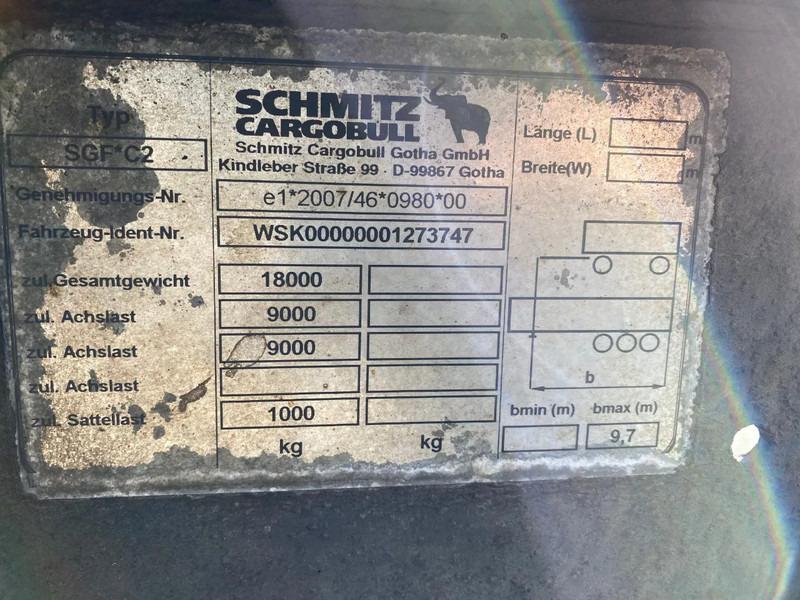 Typ
SGF*C2
SCHMITZ
CARGOBULL
Schmitz Cargobull Gotha GmbH
Kindleber Straße 99 · D-99867 Gotha
Länge (L) m
Breite(W) m
Genehmigungs-Nr. e1*2007/46*0980*00
Fahrzeug-Ident-Nr. WSK00000001273747
zul.Gesamtgewicht 18000
zul. Achslast 9000
zul. Achslast 9000
zul. Achslast
zul. Sattellast 1000
kg kg
b
bmin (m) bmax (m)
9,7